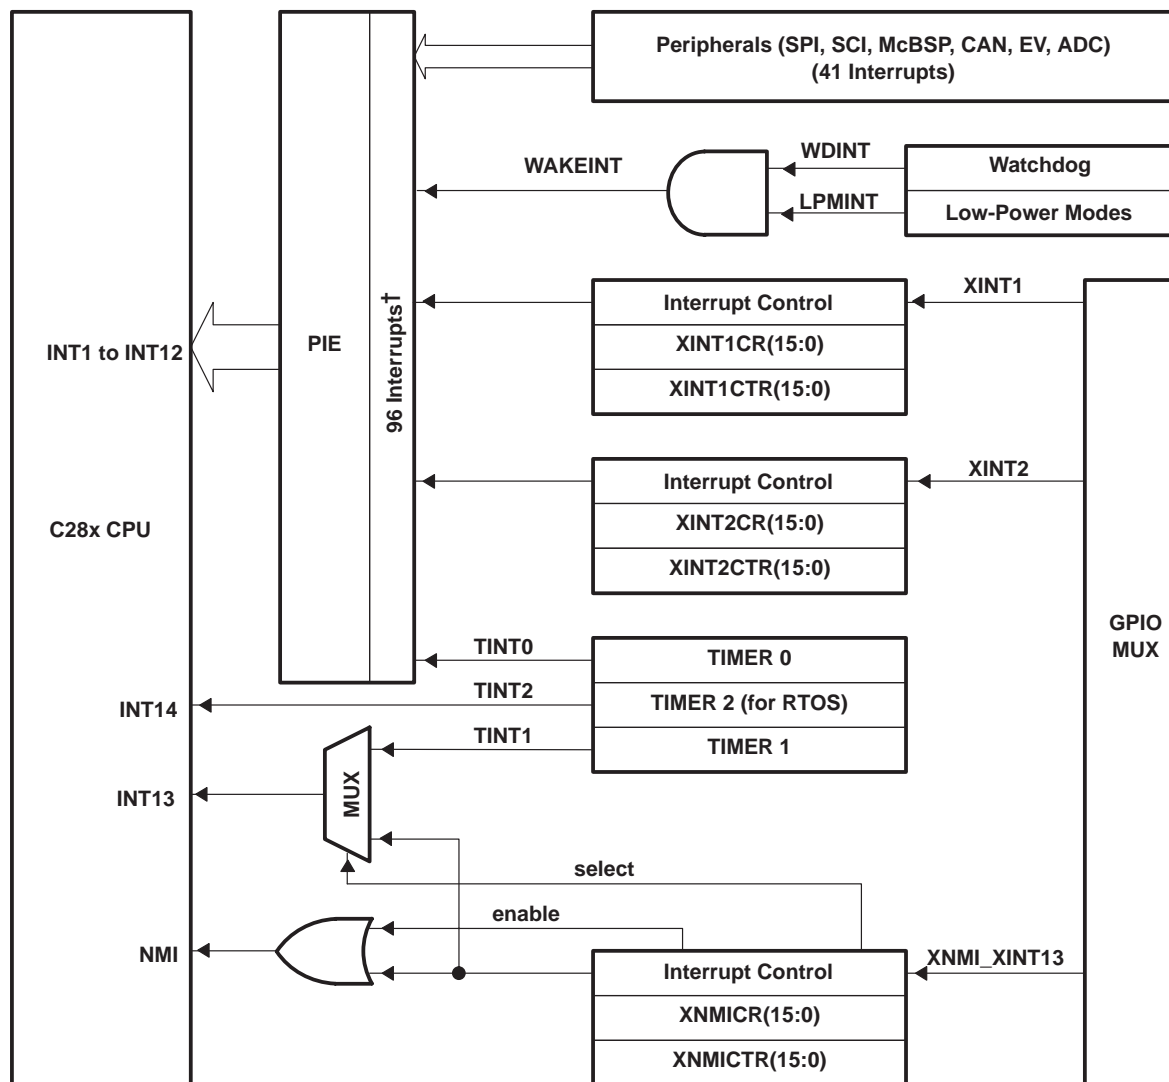 Peripherals (SPI, SCI, McBSP, CAN, EV, ADC)
(41 Interrupts)
WDINT
Watchdog
WAKEINT
LPMINT
Low-Power Modes
XINT1
Interrupt Control
XINT1CR(15:0)
XINT1CTR(15:0)
INT1 to INT12
PIE
96 Interrupts†
XINT2
Interrupt Control
XINT2CR(15:0)
XINT2CTR(15:0)
C28x CPU
GPIO
MUX
TINT0
TIMER 0
TINT2
TIMER 2 (for RTOS)
INT14
TINT1
TIMER 1
INT13
MUX
select
enable
NMI
XNMI_XINT13
Interrupt Control
XNMICR(15:0)
XNMICTR(15:0)